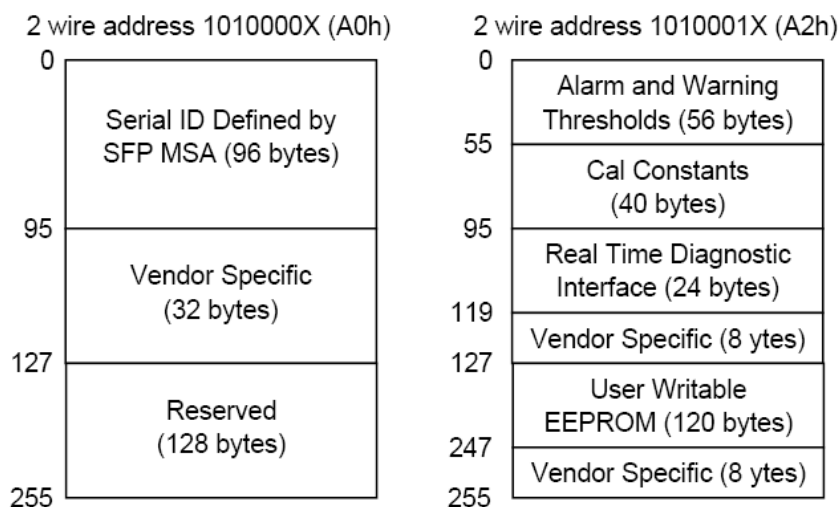 2 wire address 1010000X (A0h)
0
Serial ID Defined by
SFP MSA (96 bytes)
95
Vendor Specific
(32 bytes)
127
Reserved
(128 bytes)
255
2 wire address 1010001X (A2h)
0
Alarm and Warning
Thresholds (56 bytes)
55
Cal Constants
(40 bytes)
95
Real Time Diagnostic
Interface (24 bytes)
119
Vendor Specific (8 ytes)
127
User Writable
EEPROM (120 bytes)
247
Vendor Specific (8 ytes)
255